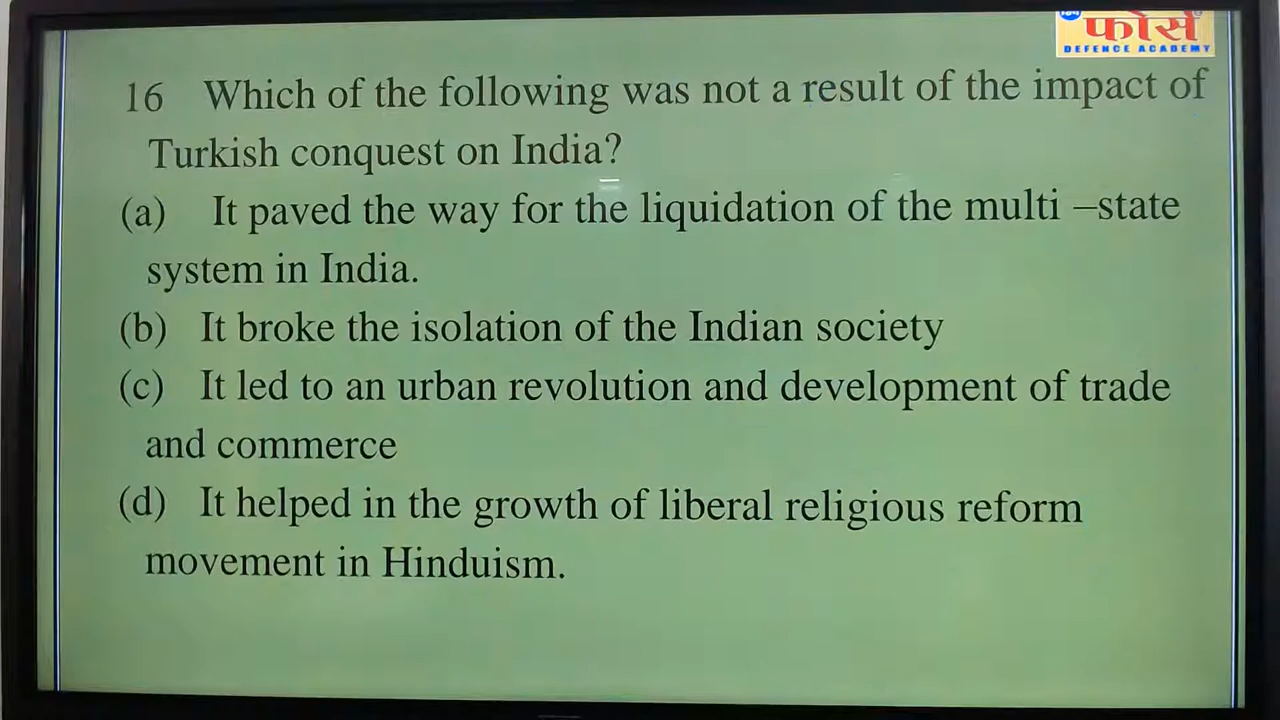 फोर्स
DEFENCE ACADEMY
16 Which of the following was not a result of the impact of
Turkish conquest on India?
(a) It paved the way for the liquidation of the multi –state
system in India.
(b) It broke the isolation of the Indian society
(c) It led to an urban revolution and development of trade
and commerce
(d) It helped in the growth of liberal religious reform
movement in Hinduism.